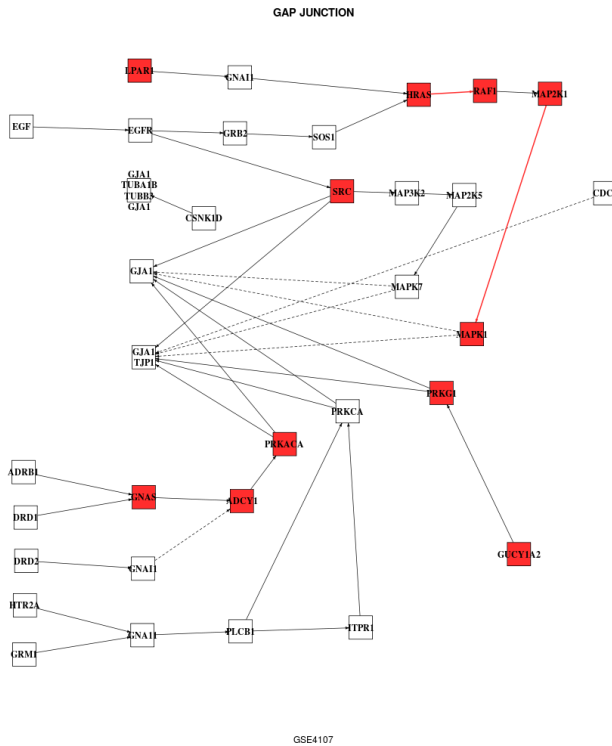 GAP JUNCTION
LPAR1
GNAI1
HRAS
RAF1
MAP2K1
EGF
EGFR
GRB2
SOS1
GJA1
TUBA1B
TUBB3
GJA1
CSNK1D
SRC
MAP3K2
MAP2K5
CDC
GJA1
MAPK7
MAPK1
GJA1
TJP1
PRKG1
PRKCA
PRKACA
ADRB1
DRD1
GNAS
ADCY1
DRD2
GNAI1
GUCY1A2
HTR2A
GRM1
GNA11
PLCB1
ITPR1
GSE4107